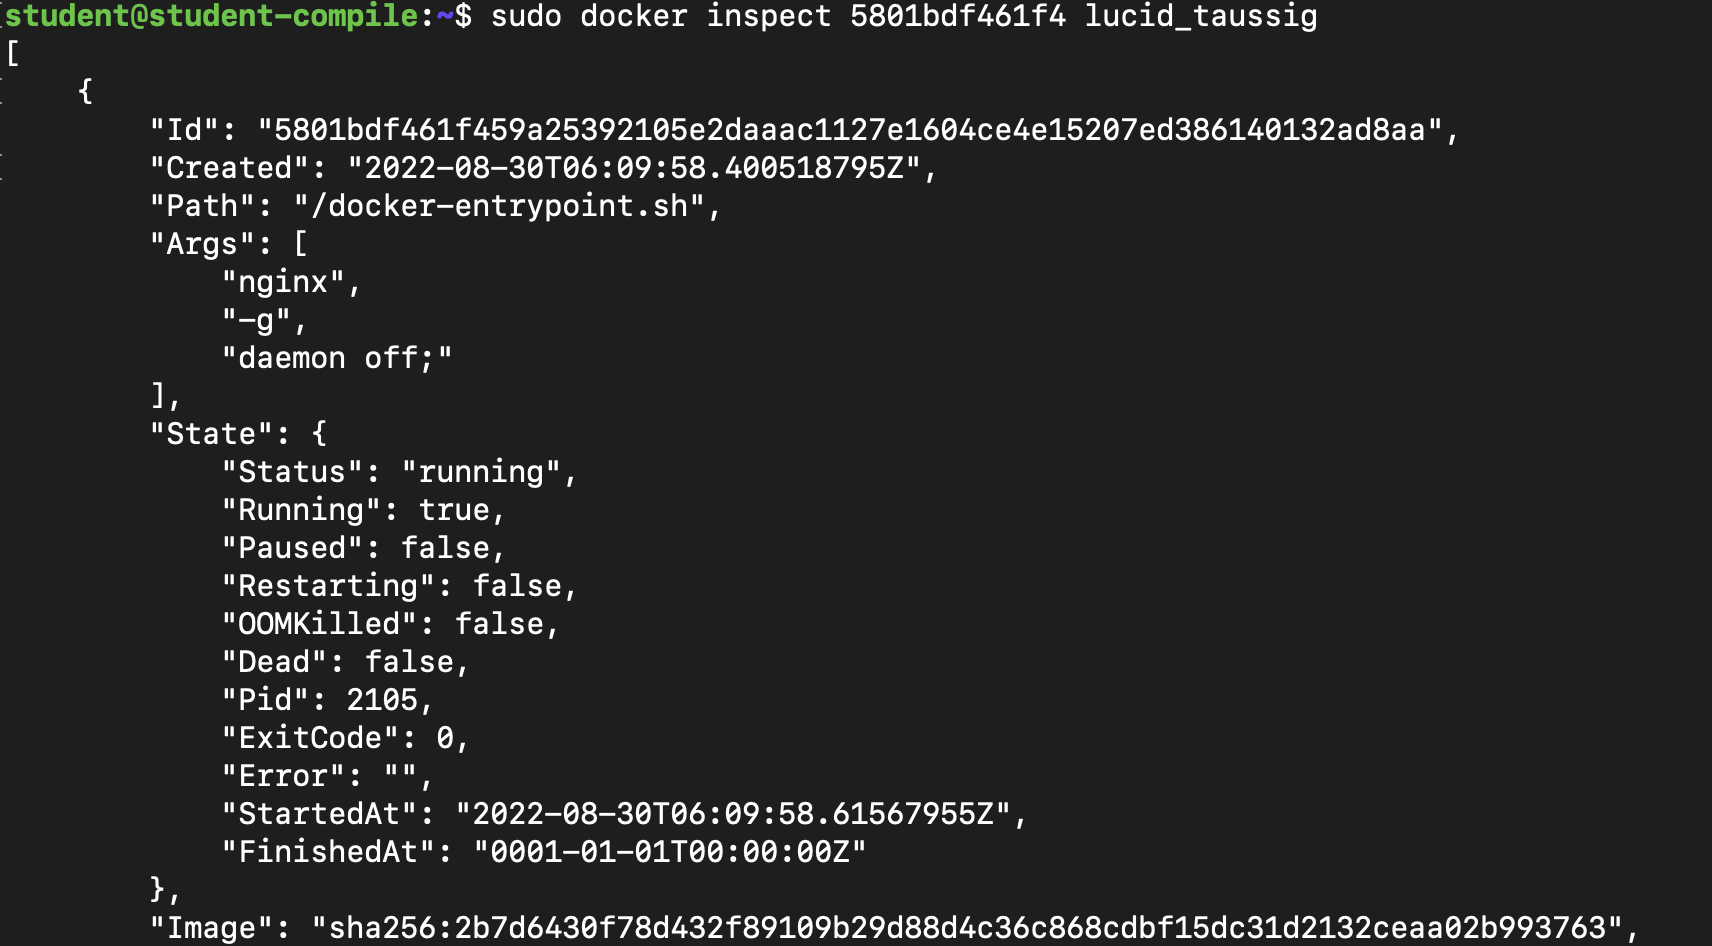 student@student-compile:~$ sudo docker inspect 5801bdf461f4 lucid_taussig
[
    {
        "Id": "5801bdf461f459a25392105e2daaac1127e1604ce4e15207ed386140132ad8aa",
        "Created": "2022-08-30T06:09:58.400518795Z",
        "Path": "/docker-entrypoint.sh",
        "Args": [
            "nginx",
            "-g",
            "daemon off;"
        ],
        "State": {
            "Status": "running",
            "Running": true,
            "Paused": false,
            "Restarting": false,
            "OOMKilled": false,
            "Dead": false,
            "Pid": 2105,
            "ExitCode": 0,
            "Error": "",
            "StartedAt": "2022-08-30T06:09:58.61567955Z",
            "FinishedAt": "0001-01-01T00:00:00Z"
        },
        "Image": "sha256:2b7d6430f78d432f89109b29d88d4c36c868cdbf15dc31d2132ceaa02b993763",